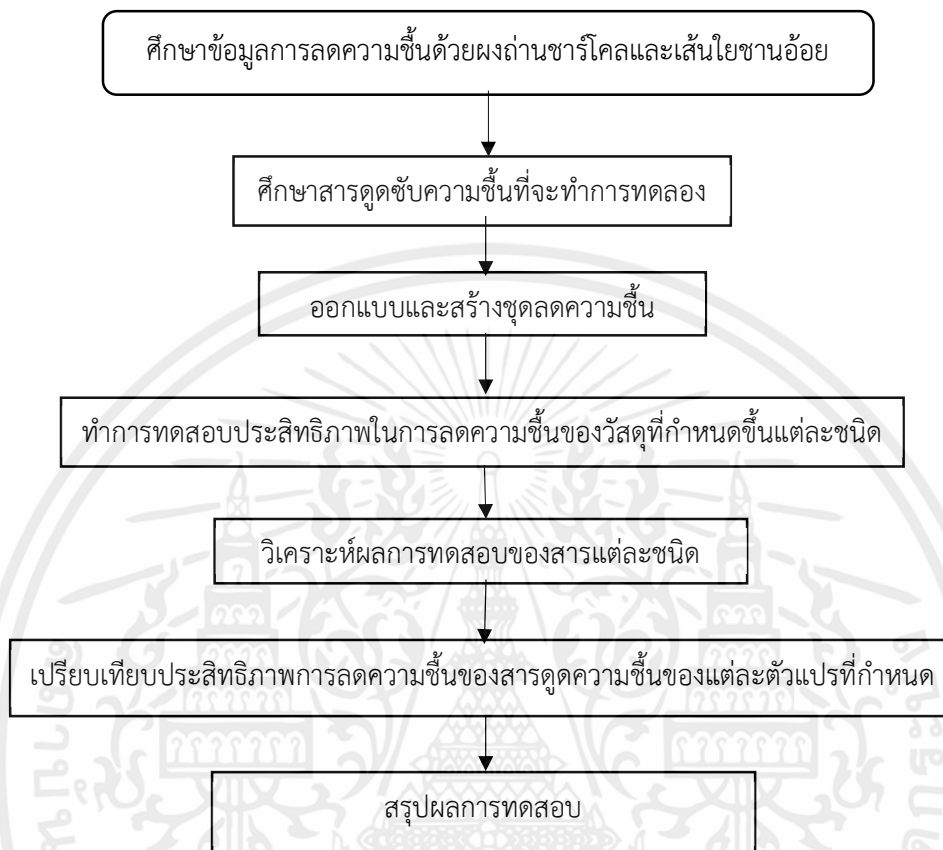 ศึกษาข้อมูลการลดความชื้นด้วยผงถ่านชาร์โคลและเส้นใยชานอ้อย
ศึกษาสารดูดซับความชื้นที่จะทำการทดลอง
ออกแบบและสร้างชุดลดความชื้น
ทำการทดสอบประสิทธิภาพในการลดความชื้นของวัสดุที่กำหนดขึ้นแต่ละชนิด
วิเคราะห์ผลการทดสอบของสารแต่ละชนิด
เปรียบเทียบประสิทธิภาพการลดความชื้นของสารดูดความชื้นของแต่ละตัวแปรที่กำหนด
สรุปผลการทดสอบ